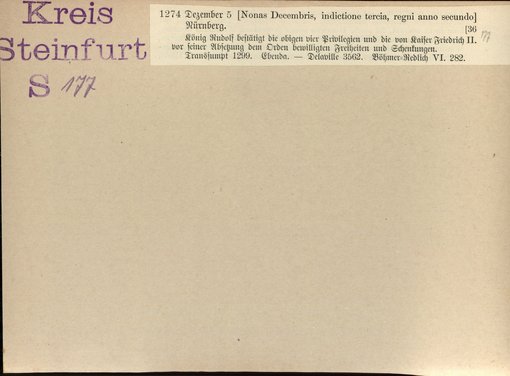 Kreis
Steinfurt
S 177
1274 Dezember 5 [Nonas Decembris, indictione tercia, regni anno secundo]
Nürnberg. [36
König Rudolf bestätigt die obigen vier Privilegien und die von Kaiser Friedrich II.
vor seiner Absetzung dem Orden bewilligten Freiheiten und Schenkungen.
Transsumpt 1299. Ebenda. — Delaville 3562. Böhmer-Redlich VI. 282.